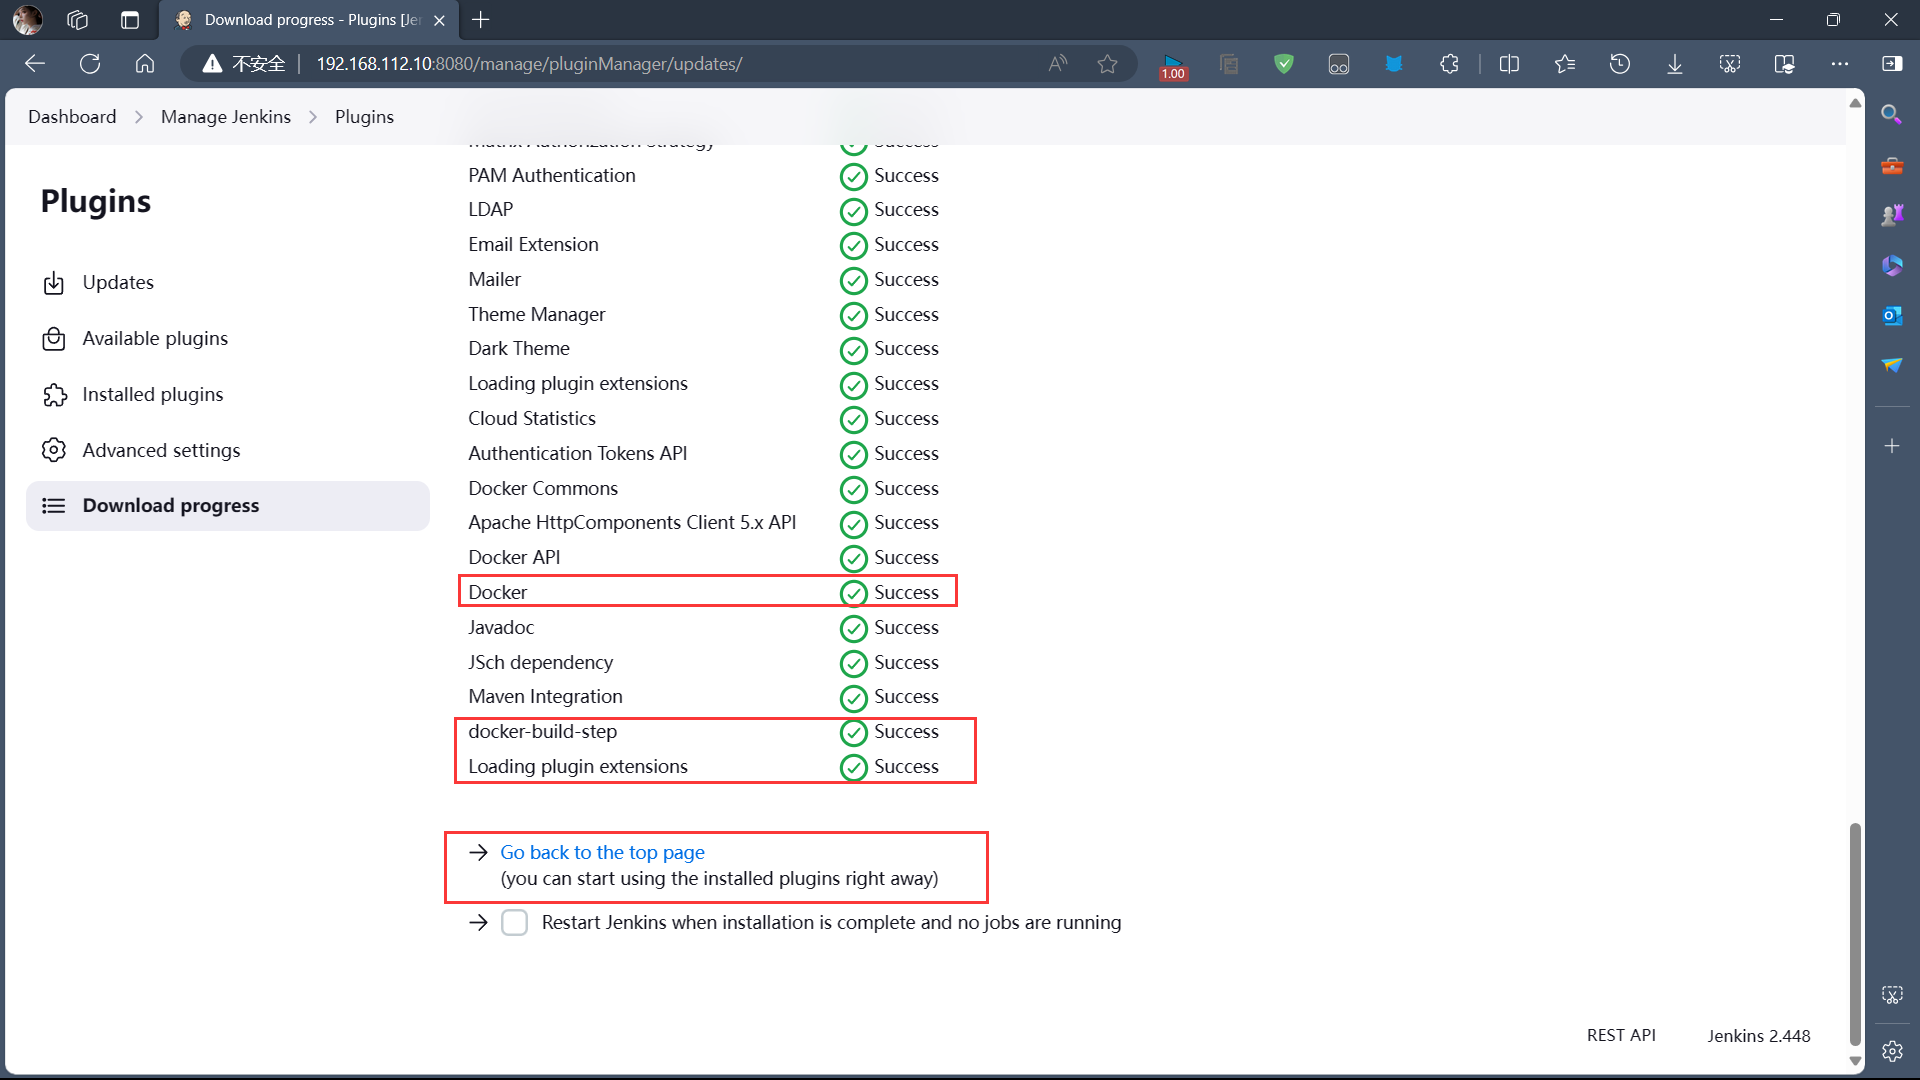 Download progress - Plugins [Je
不安全
192.168.112.10:8080/manage/pluginManager/updates/
1.00
Dashboard
Manage Jenkins
Plugins
Plugins
Updates
Available plugins
Installed plugins
Advanced settings
Download progress
Matrix Authorization Strategy Success
PAM Authentication Success
LDAP Success
Email Extension Success
Mailer Success
Theme Manager Success
Dark Theme Success
Loading plugin extensions Success
Cloud Statistics Success
Authentication Tokens API Success
Docker Commons Success
Apache HttpComponents Client 5.x API Success
Docker API Success
Docker Success
Javadoc Success
JSch dependency Success
Maven Integration Success
docker-build-step Success
Loading plugin extensions Success
Go back to the top page
(you can start using the installed plugins right away)
Restart Jenkins when installation is complete and no jobs are running
REST API
Jenkins 2.448